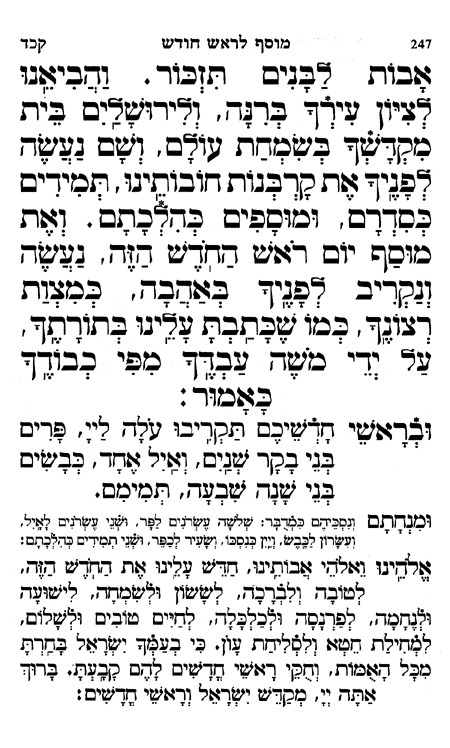 247 מוסף לראש חודש קכד
אָבוֹת לַבָּנִים תִּזְכּוֹר. וַהֲבִיאֵֽנוּ
לְצִיּוֹן עִירְךָ בְּרִנָּה, וְלִירוּשָׁלַֽיִם בֵּית
מִקְדָּשְׁךָ בְּשִׂמְחַת עוֹלָם, וְשָׁם נַעֲשֶׂה
לְפָנֶֽיךָ אֶת קָרְבְּנוֹת חוֹבוֹתֵֽינוּ, תְּמִידִים
כְּסִדְרָם, וּמוּסָפִים כְּהִלְכָתָם. וְאֶת
מוּסַף יוֹם רֹאשׁ הַחֹֽדֶשׁ הַזֶּה, נַעֲשֶׂה
וְנַקְרִיב לְפָנֶֽיךָ בְּאַהֲבָה, כְּמִצְוַת
רְצוֹנֶֽךָ, כְּמוֹ שֶׁכָּתַֽבְתָּ עָלֵֽינוּ בְּתוֹרָתֶֽךָ,
עַל יְדֵי מֹשֶׁה עַבְדֶּֽךָ מִפִּי כְבוֹדֶֽךָ
כָּאָמוּר:
וּבְרָאשֵׁי חָדְשֵׁיכֶם תַּקְרִֽיבוּ עֹלָה לַיְיָ, פָּרִים
בְּנֵי בָקָר שְׁנַֽיִם, וְאַֽיִל אֶחָד, כְּבָשִׂים
בְּנֵי שָׁנָה שִׁבְעָה, תְּמִימִם.
וּמִנְחָתָם וְנִסְכֵּיהֶם כִּמְדֻבָּר: שְׁלֹשָׁה עֶשְׂרֹנִים לַפָּר, וּשְׁנֵי עֶשְׂרֹנִים לָאָֽיִל,
וְעִשָּׂרוֹן לַכֶּֽבֶשׂ, וְיַֽיִן כְּנִסְכּוֹ, וְשָׂעִיר לְכַפֵּר, וּשְׁנֵי תְמִידִים כְּהִלְכָתָם:
אֱלֹהֵֽינוּ וֵאלֹהֵי אֲבוֹתֵֽינוּ, חַדֵּשׁ עָלֵֽינוּ אֶת הַחֹֽדֶשׁ הַזֶּה,
לְטוֹבָה וְלִבְרָכָה, לְשָׂשׂוֹן וּלְשִׂמְחָה, לִישׁוּעָה
וּלְנֶחָמָה, לְפַרְנָסָה וּלְכַלְכָּלָה, לְחַיִּים טוֹבִים וּלְשָׁלוֹם,
לִמְחִילַת חֵטְא וְלִסְלִיחַת עָוֹן. כִּי בְעַמְּךָ יִשְׂרָאֵל בָּחַֽרְתָּ
מִכָּל הָאֻמּוֹת, וְחֻקֵּי רָאשֵׁי חֳדָשִׁים לָהֶם קָבָֽעְתָּ. בָּרוּךְ
אַתָּה יְיָ, מְקַדֵּשׁ יִשְׂרָאֵל וְרָאשֵׁי חֳדָשִׁים: